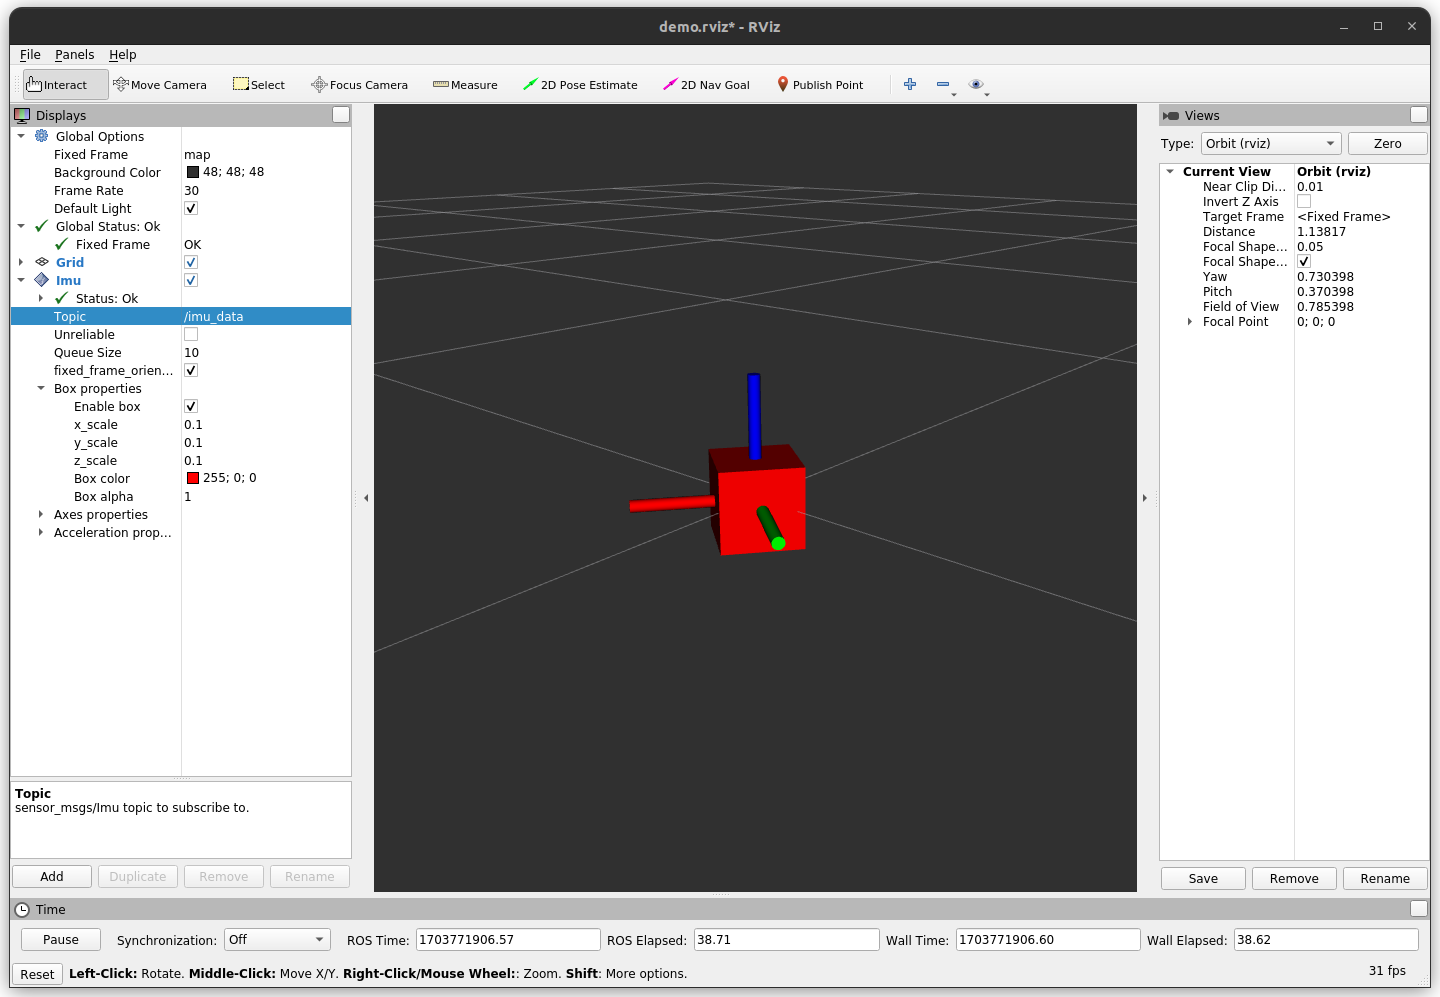 demo.rviz* - RViz
File Panels Help
Interact Move Camera Select Focus Camera Measure 2D Pose Estimate 2D Nav Goal Publish Point
Displays
Global Options
Fixed Frame map
Background Color 48; 48; 48
Frame Rate 30
Default Light
Global Status: Ok
Fixed Frame OK
Grid
Imu
Status: Ok
Topic /imu_data
Unreliable
Queue Size 10
fixed_frame_orien...
Box properties
Enable box
x_scale 0.1
y_scale 0.1
z_scale 0.1
Box color 255; 0; 0
Box alpha 1
Axes properties
Acceleration prop...
Topic
sensor_msgs/Imu topic to subscribe to.
Add Duplicate Remove Rename
Views
Type: Orbit (rviz) Zero
Current View Orbit (rviz)
Near Clip Di... 0.01
Invert Z Axis
Target Frame <Fixed Frame>
Distance 1.13817
Focal Shape... 0.05
Focal Shape...
Yaw 0.730398
Pitch 0.370398
Field of View 0.785398
Focal Point 0; 0; 0
Save Remove Rename
Time
Pause Synchronization: Off ROS Time: 1703771906.57 ROS Elapsed: 38.71 Wall Time: 1703771906.60 Wall Elapsed: 38.62
Reset Left-Click: Rotate. Middle-Click: Move X/Y. Right-Click/Mouse Wheel:: Zoom. Shift: More options. 31 fps